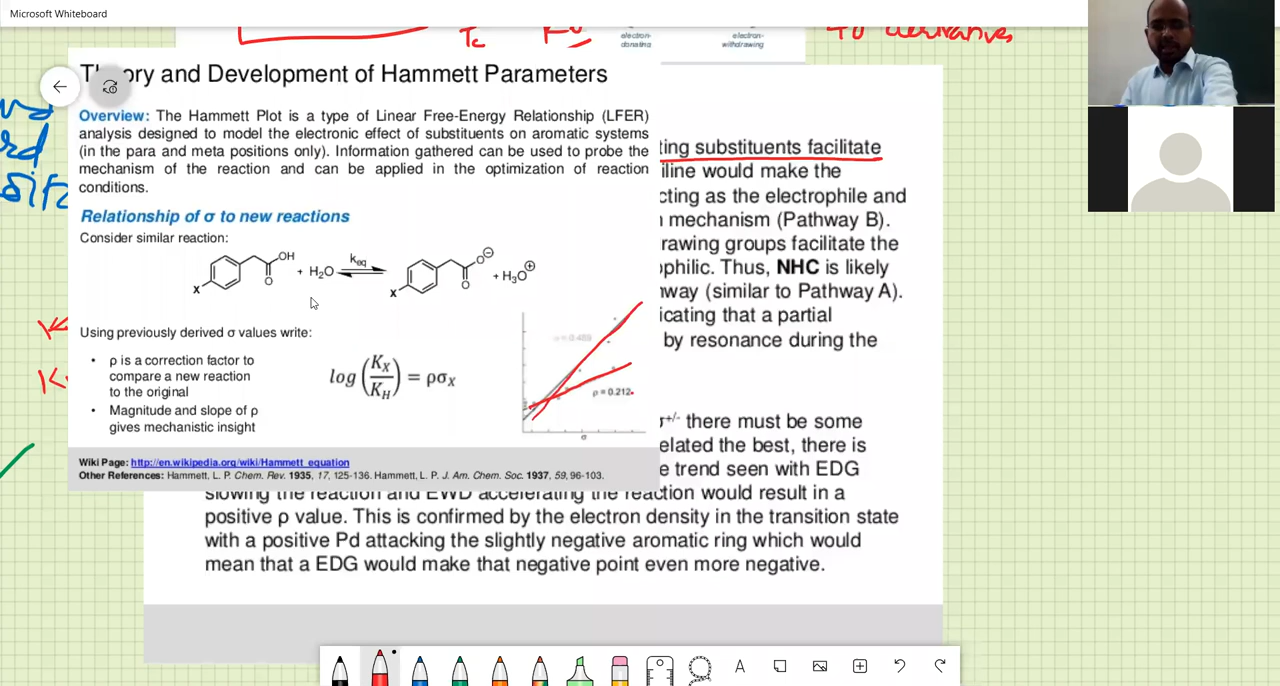 Microsoft Whiteboard
electron-donating
electron-withdrawing
to derivatives
Theory and Development of Hammett Parameters
Overview: The Hammett Plot is a type of Linear Free-Energy Relationship (LFER)
analysis designed to model the electronic effect of substituents on aromatic systems
(in the para and meta positions only). Information gathered can be used to probe the
mechanism of the reaction and can be applied in the optimization of reaction
conditions.
Relationship of σ to new reactions
Consider similar reaction:
X
OH
O
+ H₂O
keq
X
O⊖
O
+ H₃O⊕
Using previously derived σ values write:
• ρ is a correction factor to
compare a new reaction
to the original
• Magnitude and slope of ρ
gives mechanistic insight
log (K_X/K_H) = ρσ_X
ρ = 0.212
σ
Wiki Page: http://en.wikipedia.org/wiki/Hammett_equation
Other References: Hammett, L. P. Chem. Rev. 1935, 17, 125-136. Hammett, L. P. J. Am. Chem. Soc. 1937, 59, 96-103.
ting substituents facilitate
iline would make the
cting as the electrophile and
mechanism (Pathway B).
rawing groups facilitate the
ophilic. Thus, NHC is likely
way (similar to Pathway A).
icating that a partial
by resonance during the
σ+/- there must be some
elated the best, there is
e trend seen with EDG
slowing the reaction and EWD accelerating the reaction would result in a
positive ρ value. This is confirmed by the electron density in the transition state
with a positive Pd attacking the slightly negative aromatic ring which would
mean that a EDG would make that negative point even more negative.